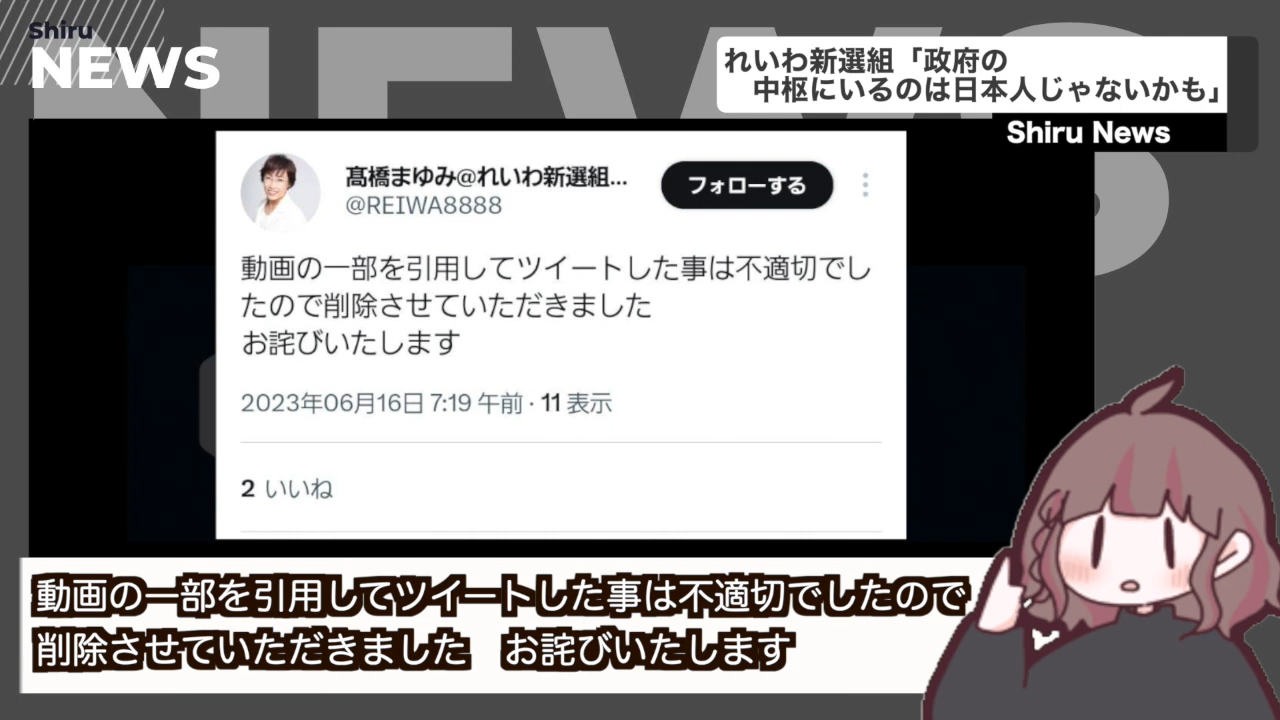 Shiru
NEWS
NEWS
れいわ新選組「政府の
中枢にいるのは日本人じゃないかも」
Shiru News
髙橋まゆみ@れいわ新選組...
@REIWA8888
フォローする
動画の一部を引用してツイートした事は不適切でし
たので削除させていただきました
お詫びいたします
2023年06月16日 7:19 午前 · 11 表示
2 いいね
動画の一部を引用してツイートした事は不適切でしたので
削除させていただきました　お詫びいたします